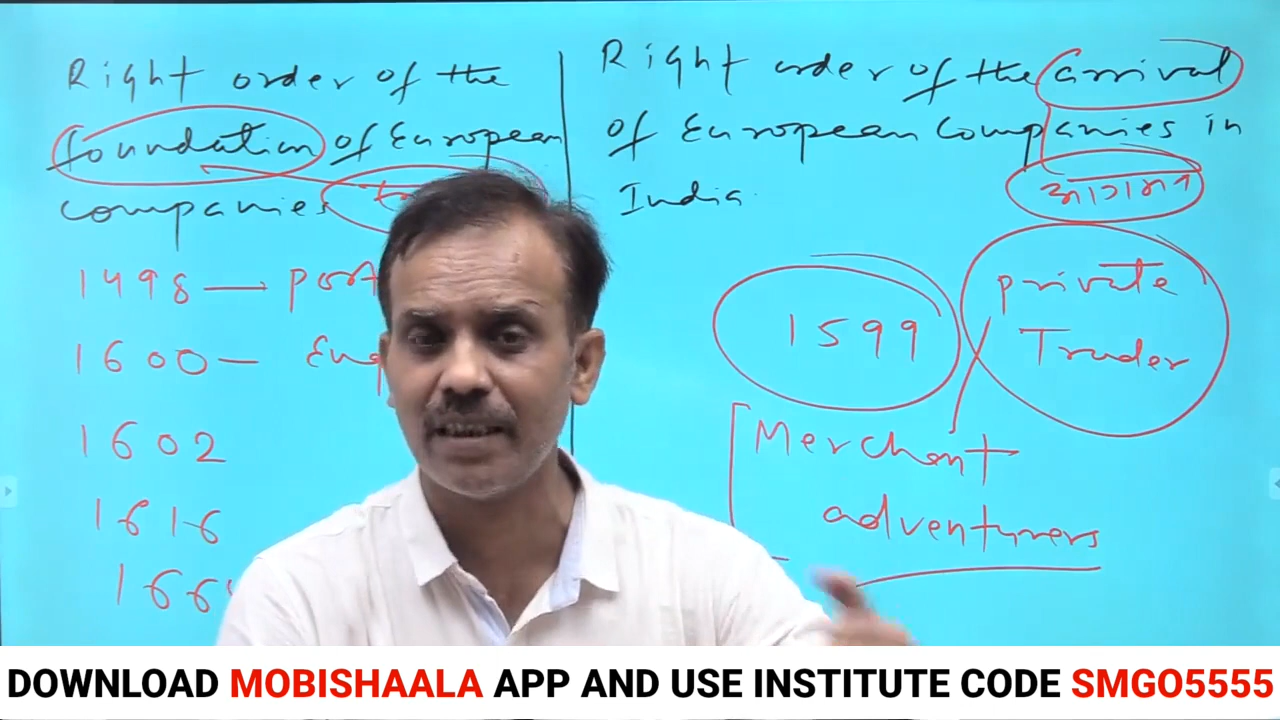 Right order of the
foundation of European
companies
1498 — port
1600 — Eng
1602
1616
166
Right order of the arrival
of European Companies in
India.
आगमन
1599
private
Trader
Merchant
adventurers
DOWNLOAD MOBISHAALA APP AND USE INSTITUTE CODE SMGO5555